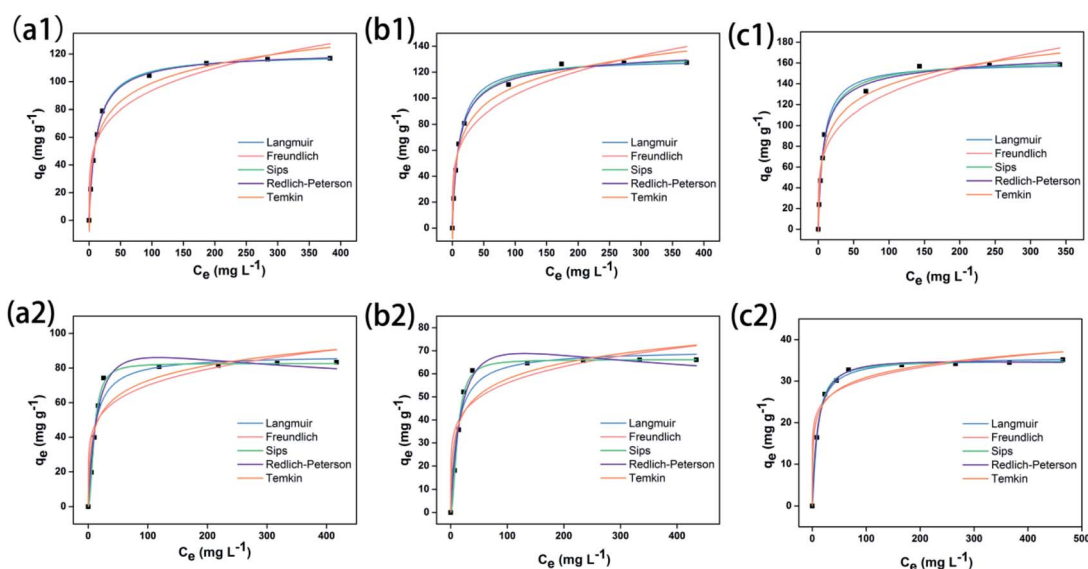 (a1)
120
100
80
60
40
20
0
qe (mg g-1)
Langmuir
Freundlich
Sips
Redlich-Peterson
Temkin
0 50 100 150 200 250 300 350 400
Ce (mg L-1)
(b1)
140
120
100
80
60
40
20
0
qe (mg g-1)
Langmuir
Freundlich
Sips
Redlich-Peterson
Temkin
0 100 200 300 400
Ce (mg L-1)
(c1)
180
160
140
120
100
80
60
40
20
0
qe (mg g-1)
Langmuir
Freundlich
Sips
Redlich-Peterson
Temkin
0 50 100 150 200 250 300 350
Ce (mg L-1)
(a2)
100
80
60
40
20
0
qe (mg g-1)
Langmuir
Freundlich
Sips
Redlich-Peterson
Temkin
0 100 200 300 400
Ce (mg L-1)
(b2)
80
70
60
50
40
30
20
10
0
qe (mg g-1)
Langmuir
Freundlich
Sips
Redlich-Peterson
Temkin
0 100 200 300 400
Ce (mg L-1)
(c2)
40
30
20
10
0
qe (mg g-1)
Langmuir
Freundlich
Sips
Redlich-Peterson
Temkin
0 100 200 300 400 500
Ce (mg L-1)